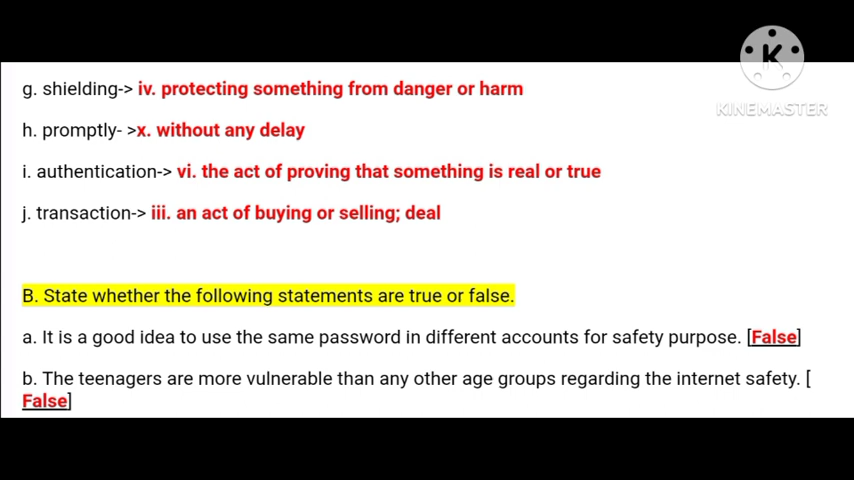 g. shielding-> iv. protecting something from danger or harm
KINEMASTER
h. promptly- >x. without any delay
i. authentication-> vi. the act of proving that something is real or true
j. transaction-> iii. an act of buying or selling; deal
B. State whether the following statements are true or false.
a. It is a good idea to use the same password in different accounts for safety purpose. [False]
b. The teenagers are more vulnerable than any other age groups regarding the internet safety. [
False]